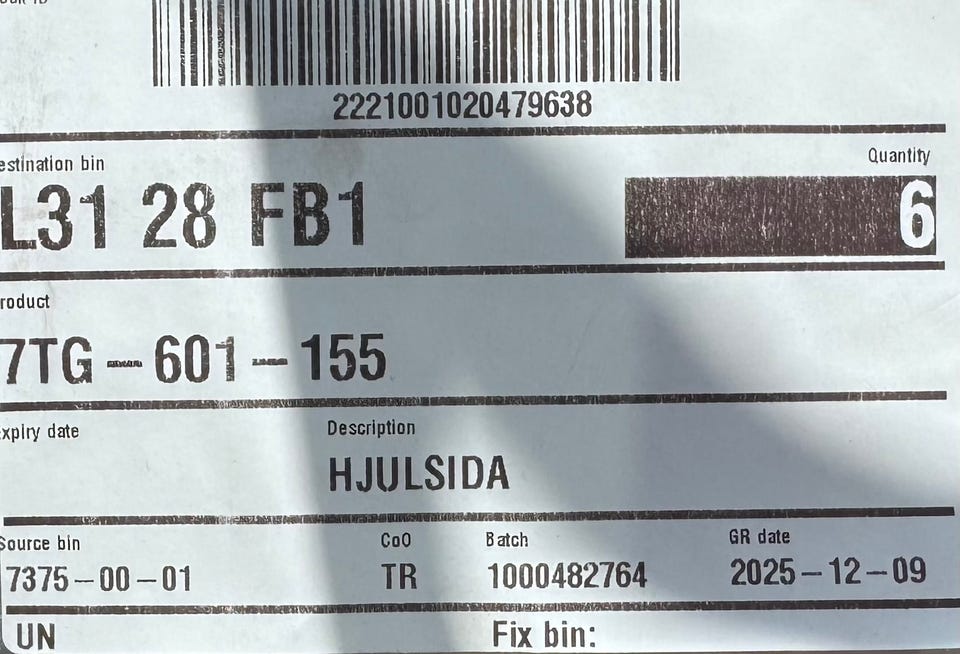 2221001020479638
estination bin
Quantity
L31 28 FB1
6
roduct
7TG-601-155
xpiry date
Description
HJULSIDA
Source bin
CoO
Batch
GR date
7375-00-01
TR
1000482764
2025-12-09
UN
Fix bin: